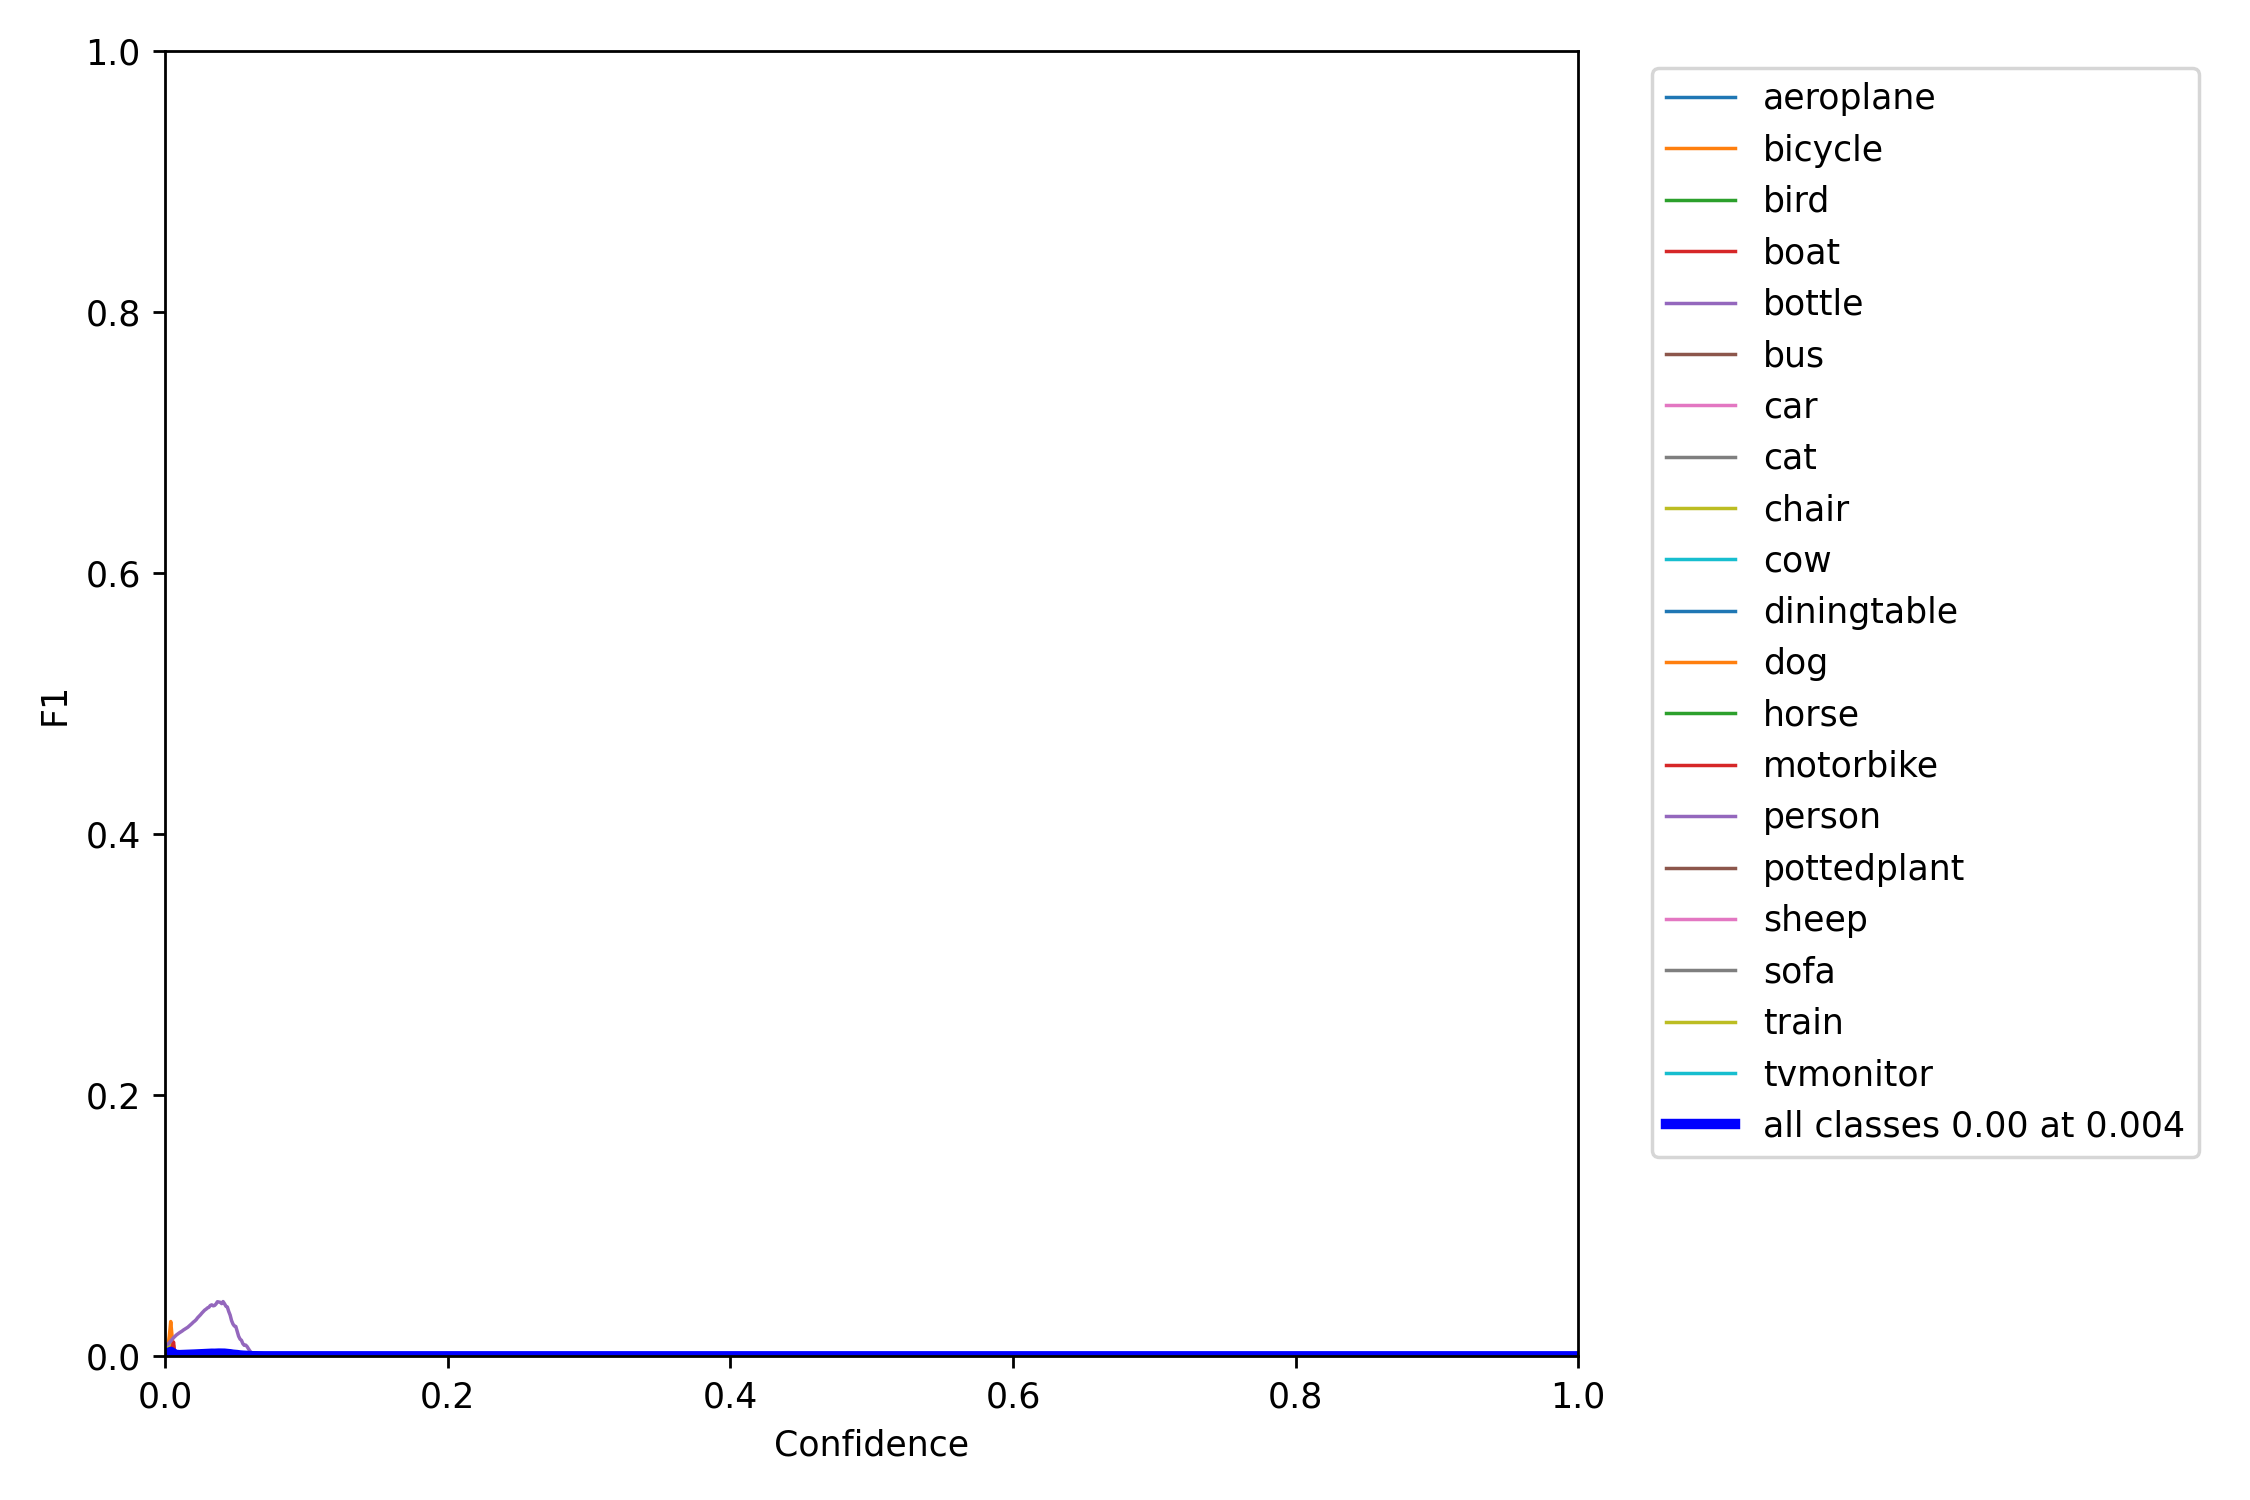 1.0
0.8
0.6
0.4
0.2
0.0
F1
0.0 0.2 0.4 0.6 0.8 1.0
Confidence
aeroplane
bicycle
bird
boat
bottle
bus
car
cat
chair
cow
diningtable
dog
horse
motorbike
person
pottedplant
sheep
sofa
train
tvmonitor
all classes 0.00 at 0.004